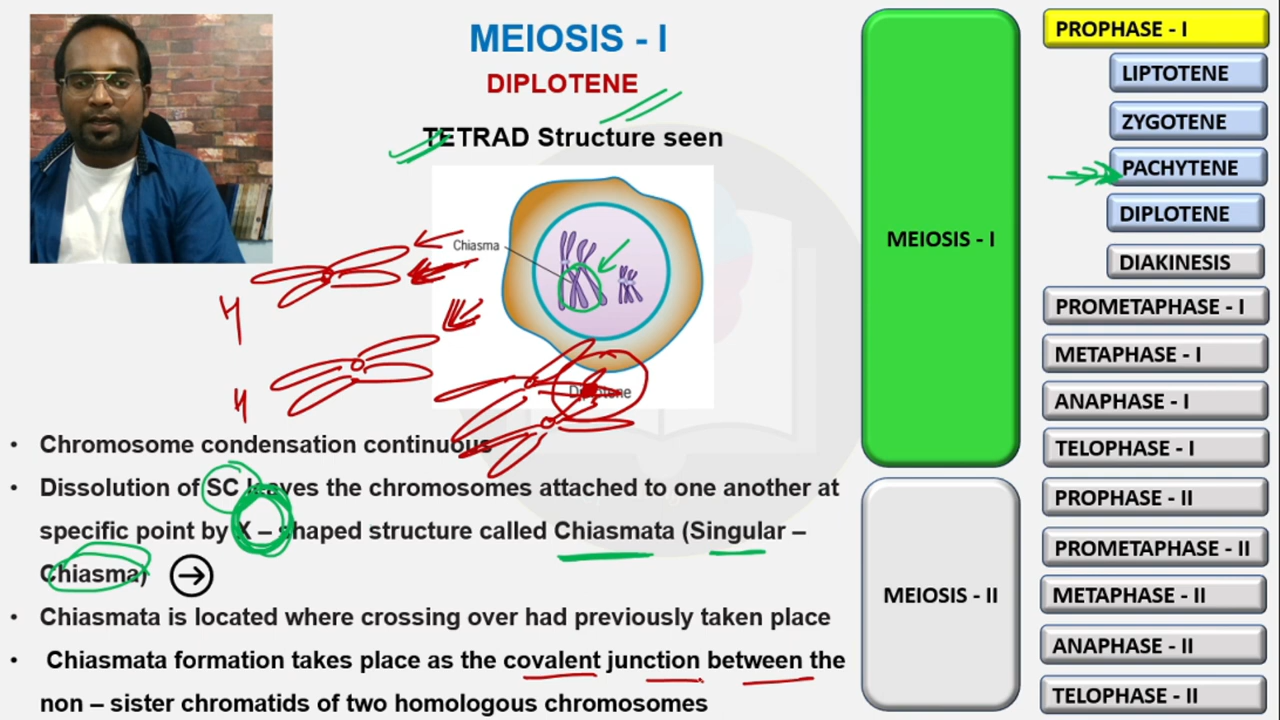 MEIOSIS - I
DIPLOTENE
TETRAD Structure seen
Chiasma
Diplotene
• Chromosome condensation continuous
• Dissolution of SC leaves the chromosomes attached to one another at
specific point by X – shaped structure called Chiasmata (Singular –
Chiasma)
• Chiasmata is located where crossing over had previously taken place
• Chiasmata formation takes place as the covalent junction between the
non – sister chromatids of two homologous chromosomes
MEIOSIS - I
MEIOSIS - II
PROPHASE - I
LIPTOTENE
ZYGOTENE
PACHYTENE
DIPLOTENE
DIAKINESIS
PROMETAPHASE - I
METAPHASE - I
ANAPHASE - I
TELOPHASE - I
PROPHASE - II
PROMETAPHASE - II
METAPHASE - II
ANAPHASE - II
TELOPHASE - II